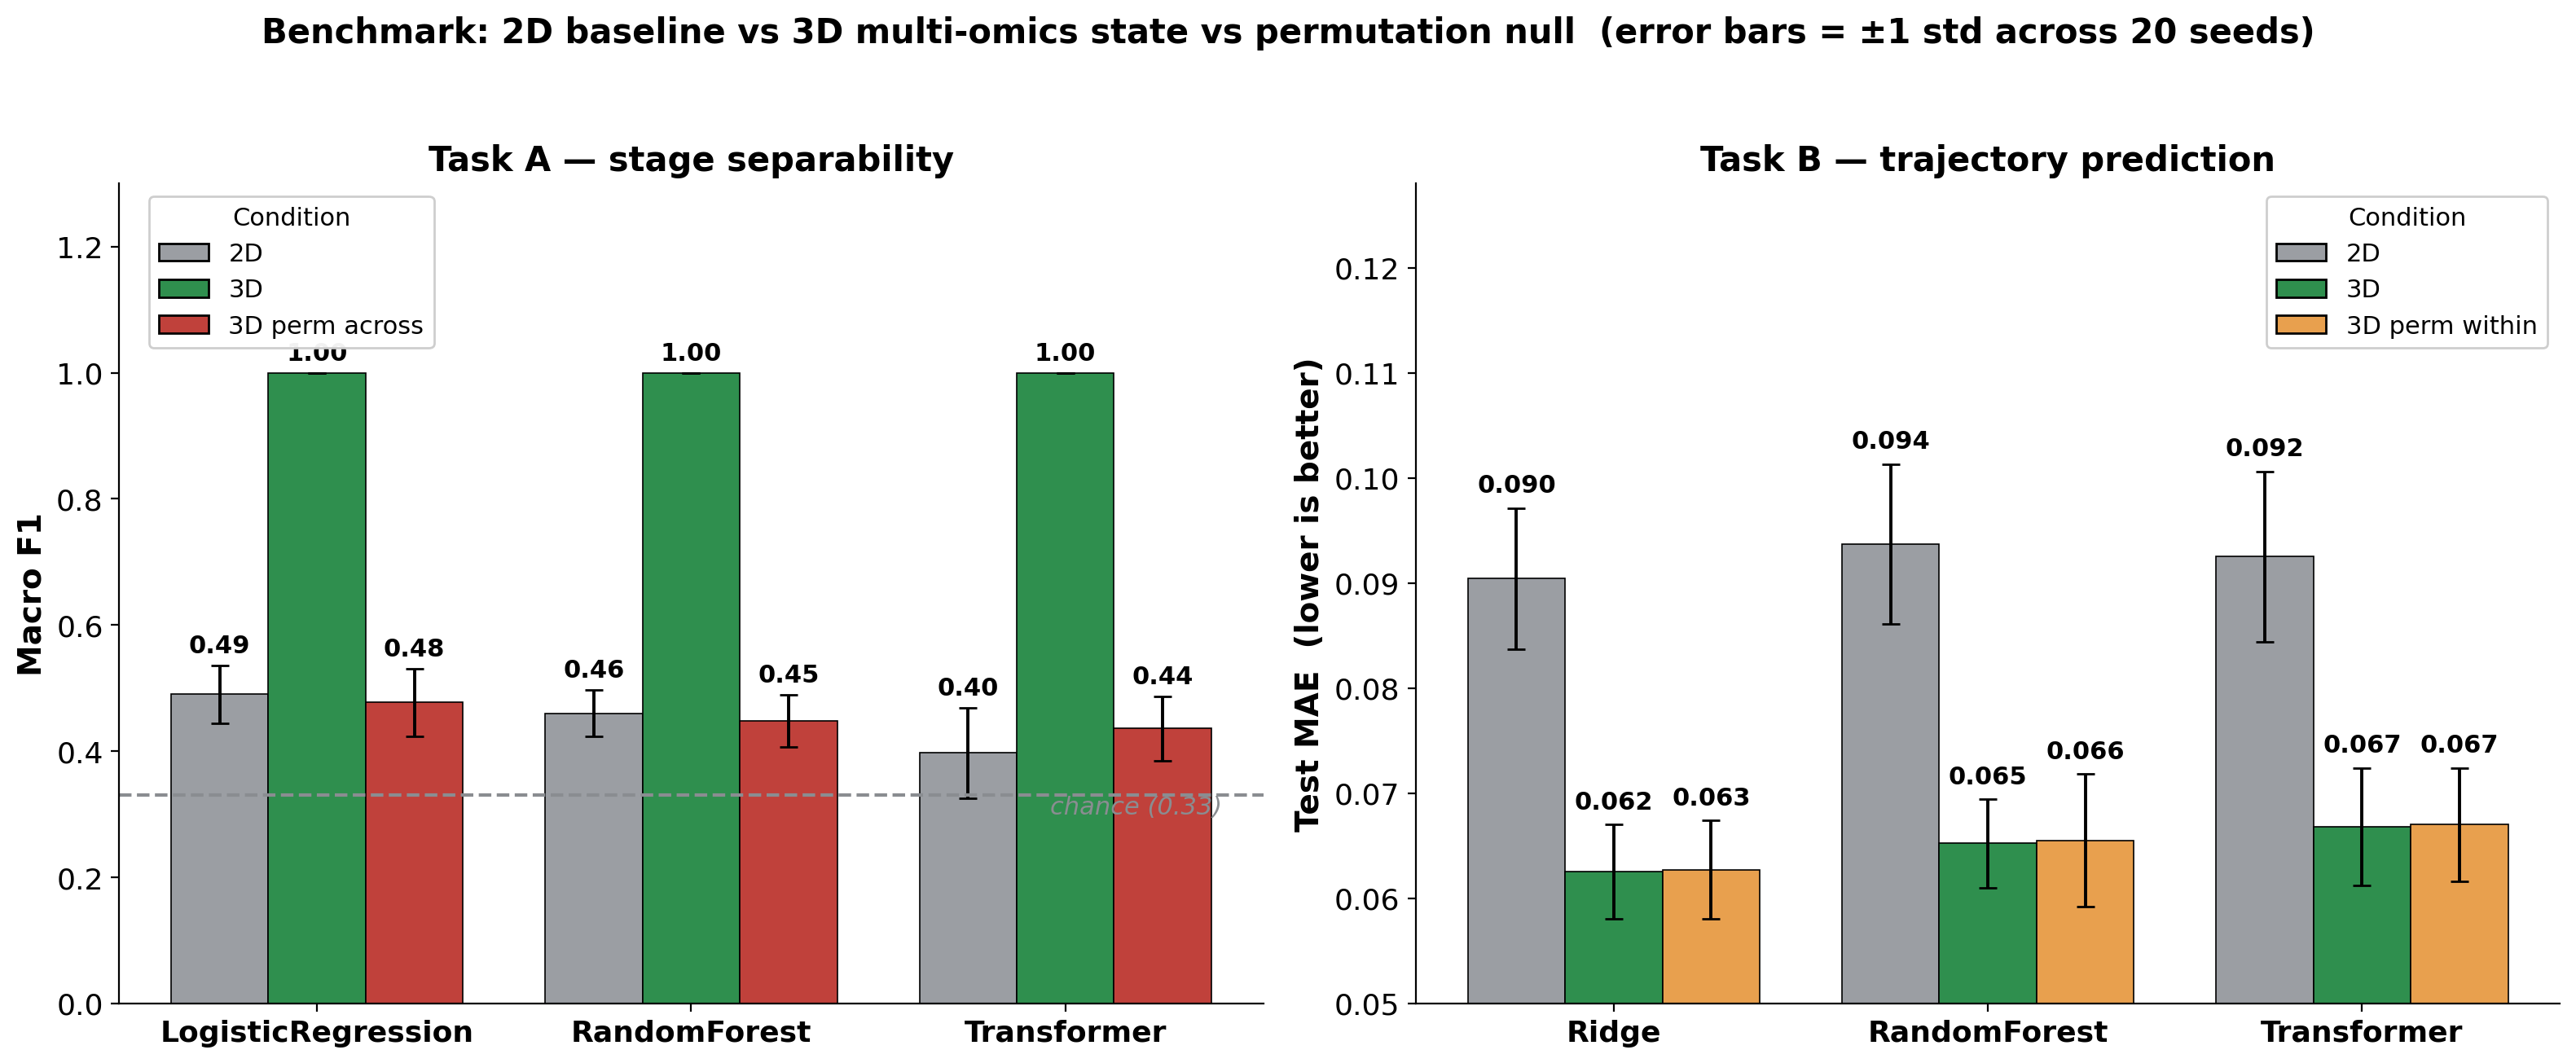 Benchmark: 2D baseline vs 3D multi-omics state vs permutation null (error bars = ±1 std across 20 seeds)
Task A — stage separability
Condition
2D
3D
3D perm across
Macro F1
1.2
1.0
0.8
0.6
0.4
0.2
0.0
0.49
1.00
0.48
0.46
1.00
0.45
0.40
1.00
0.44
chance (0.33)
LogisticRegression
RandomForest
Transformer
Task B — trajectory prediction
Condition
2D
3D
3D perm within
Test MAE (lower is better)
0.12
0.11
0.10
0.09
0.08
0.07
0.06
0.05
0.090
0.062
0.063
0.094
0.065
0.066
0.092
0.067
0.067
Ridge
RandomForest
Transformer